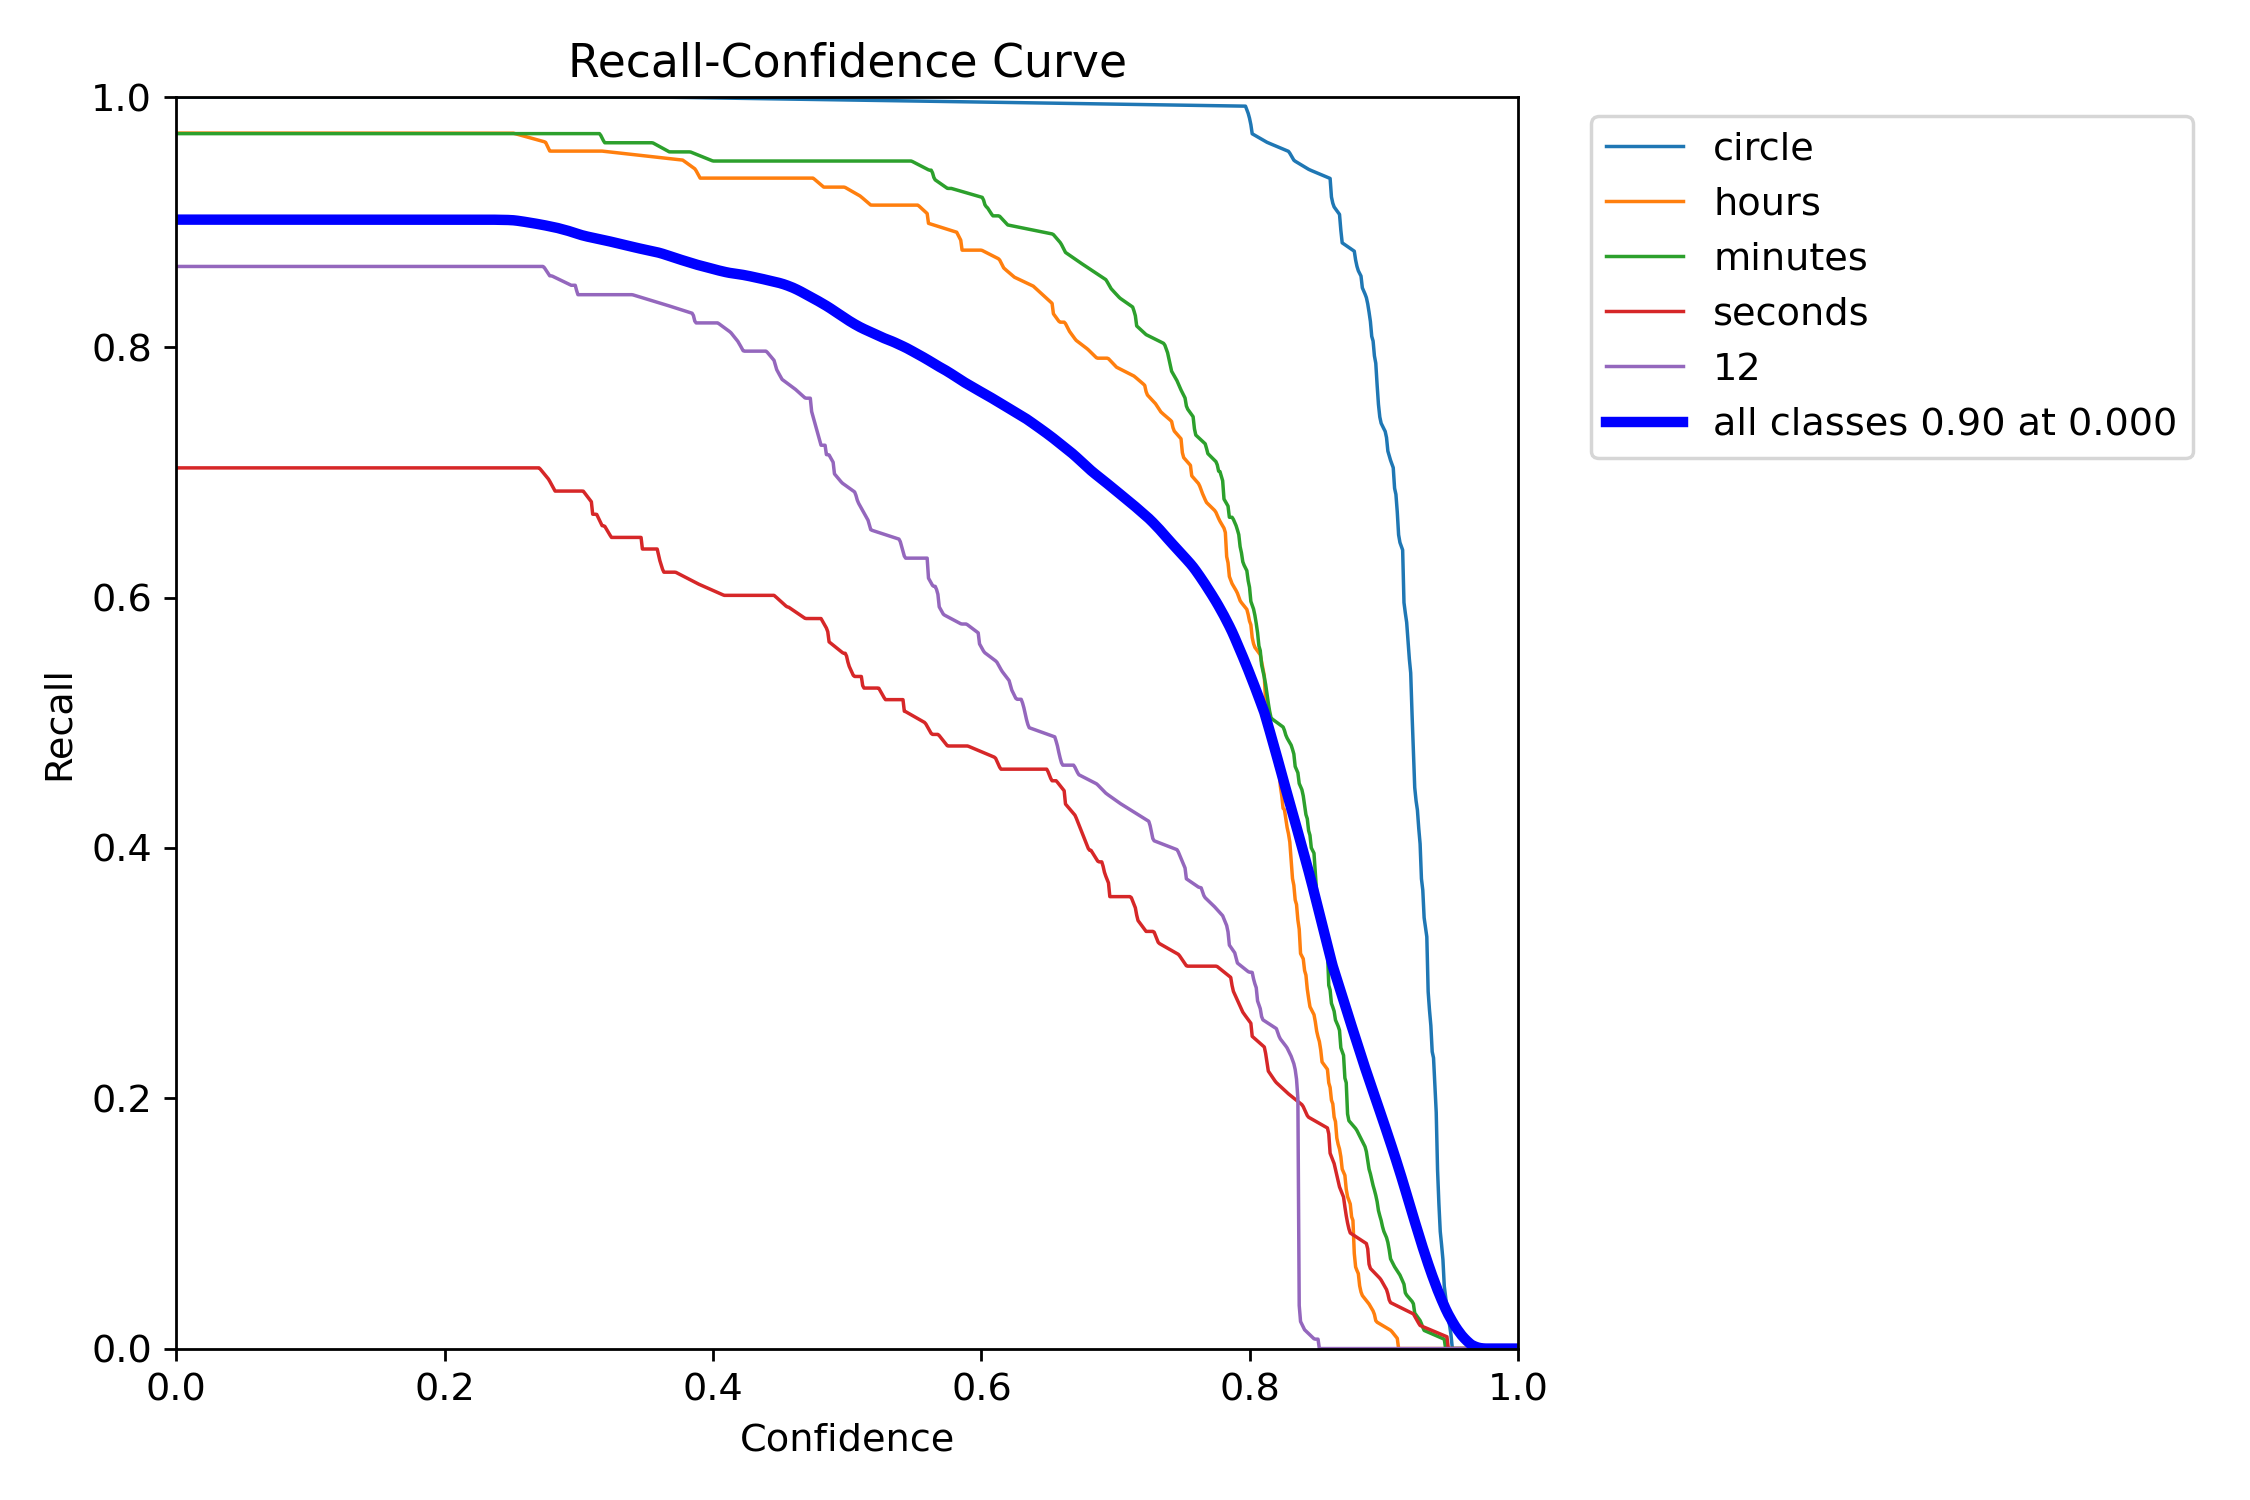 Recall-Confidence Curve
1.0
0.8
0.6
0.4
0.2
0.0
Recall
0.0 0.2 0.4 0.6 0.8 1.0
Confidence
circle
hours
minutes
seconds
12
all classes 0.90 at 0.000